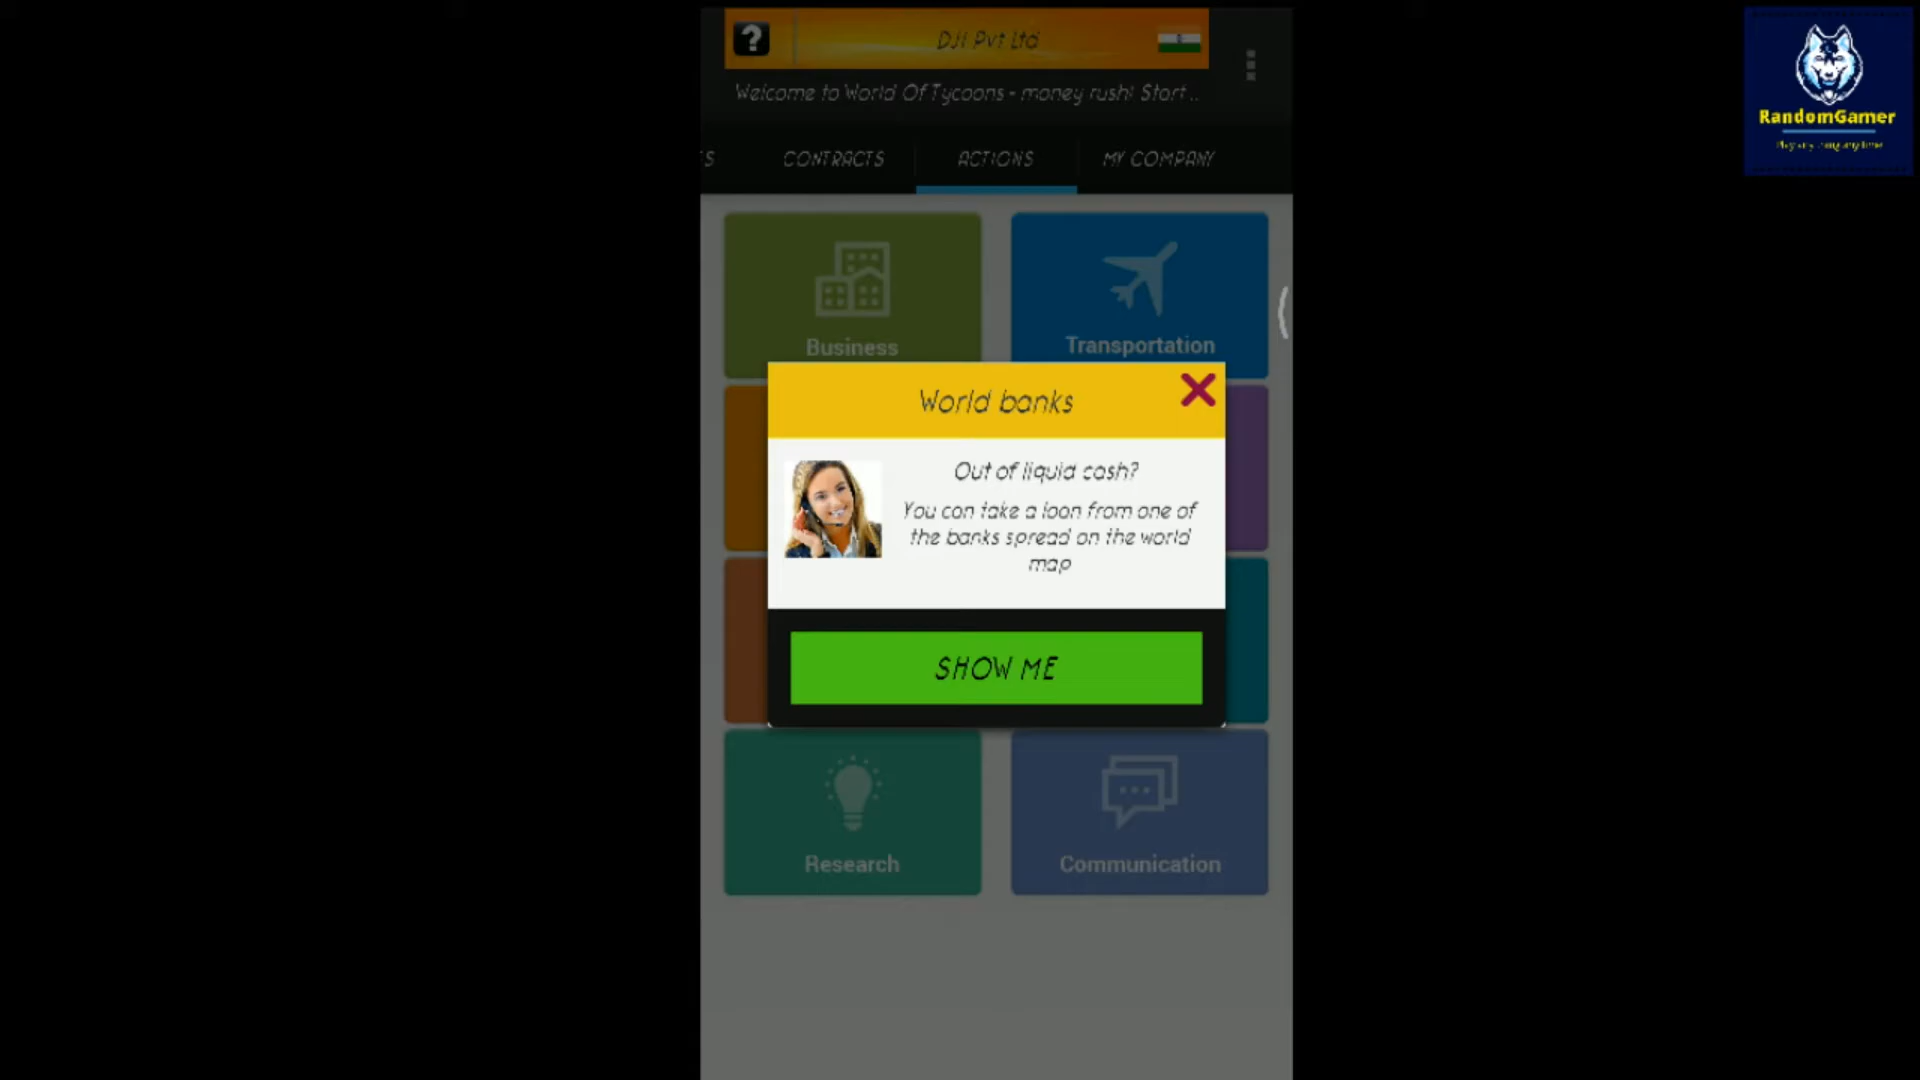 ?
DJI Pvt Ltd
Welcome to World Of Tycoons - money rush! Start ..
S CONTRACTS ACTIONS MY COMPANY
Business
Transportation
World banks
Out of liquid cash?
You can take a loan from one of
the banks spread on the world
map
SHOW ME
Research
Communication
RandomGamer